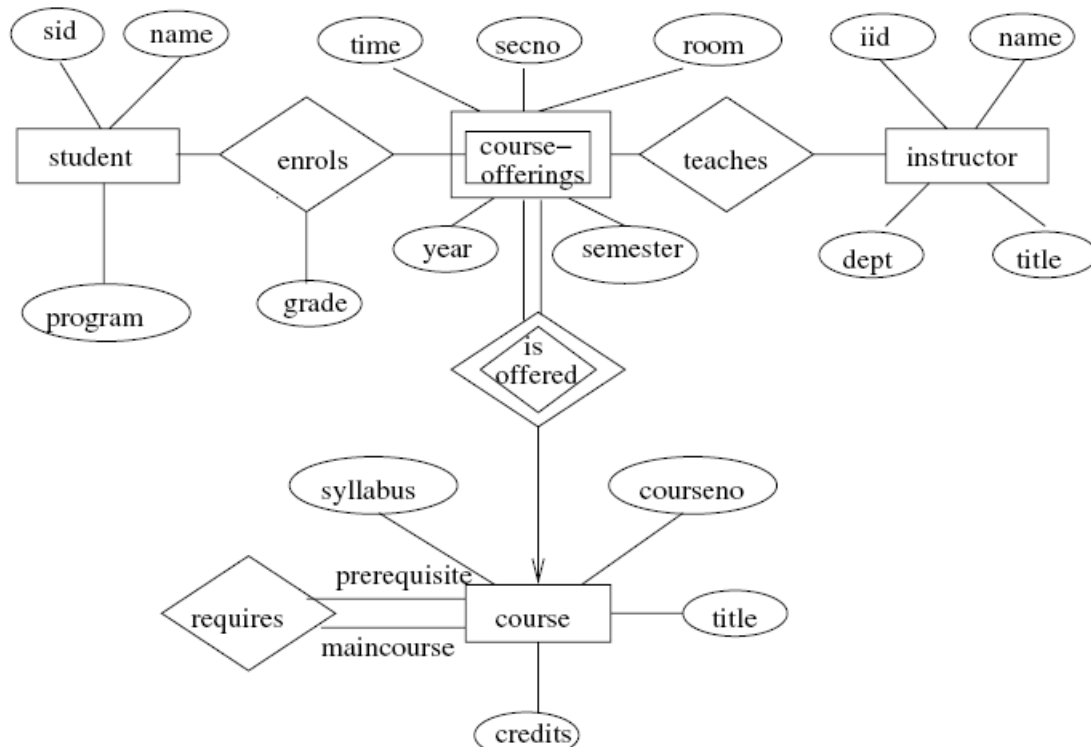 sid
name
time
secno
room
iid
name
student
enrols
course–
offerings
teaches
instructor
year
semester
dept
title
program
grade
is
offered
syllabus
courseno
prerequisite
requires
course
title
maincourse
credits